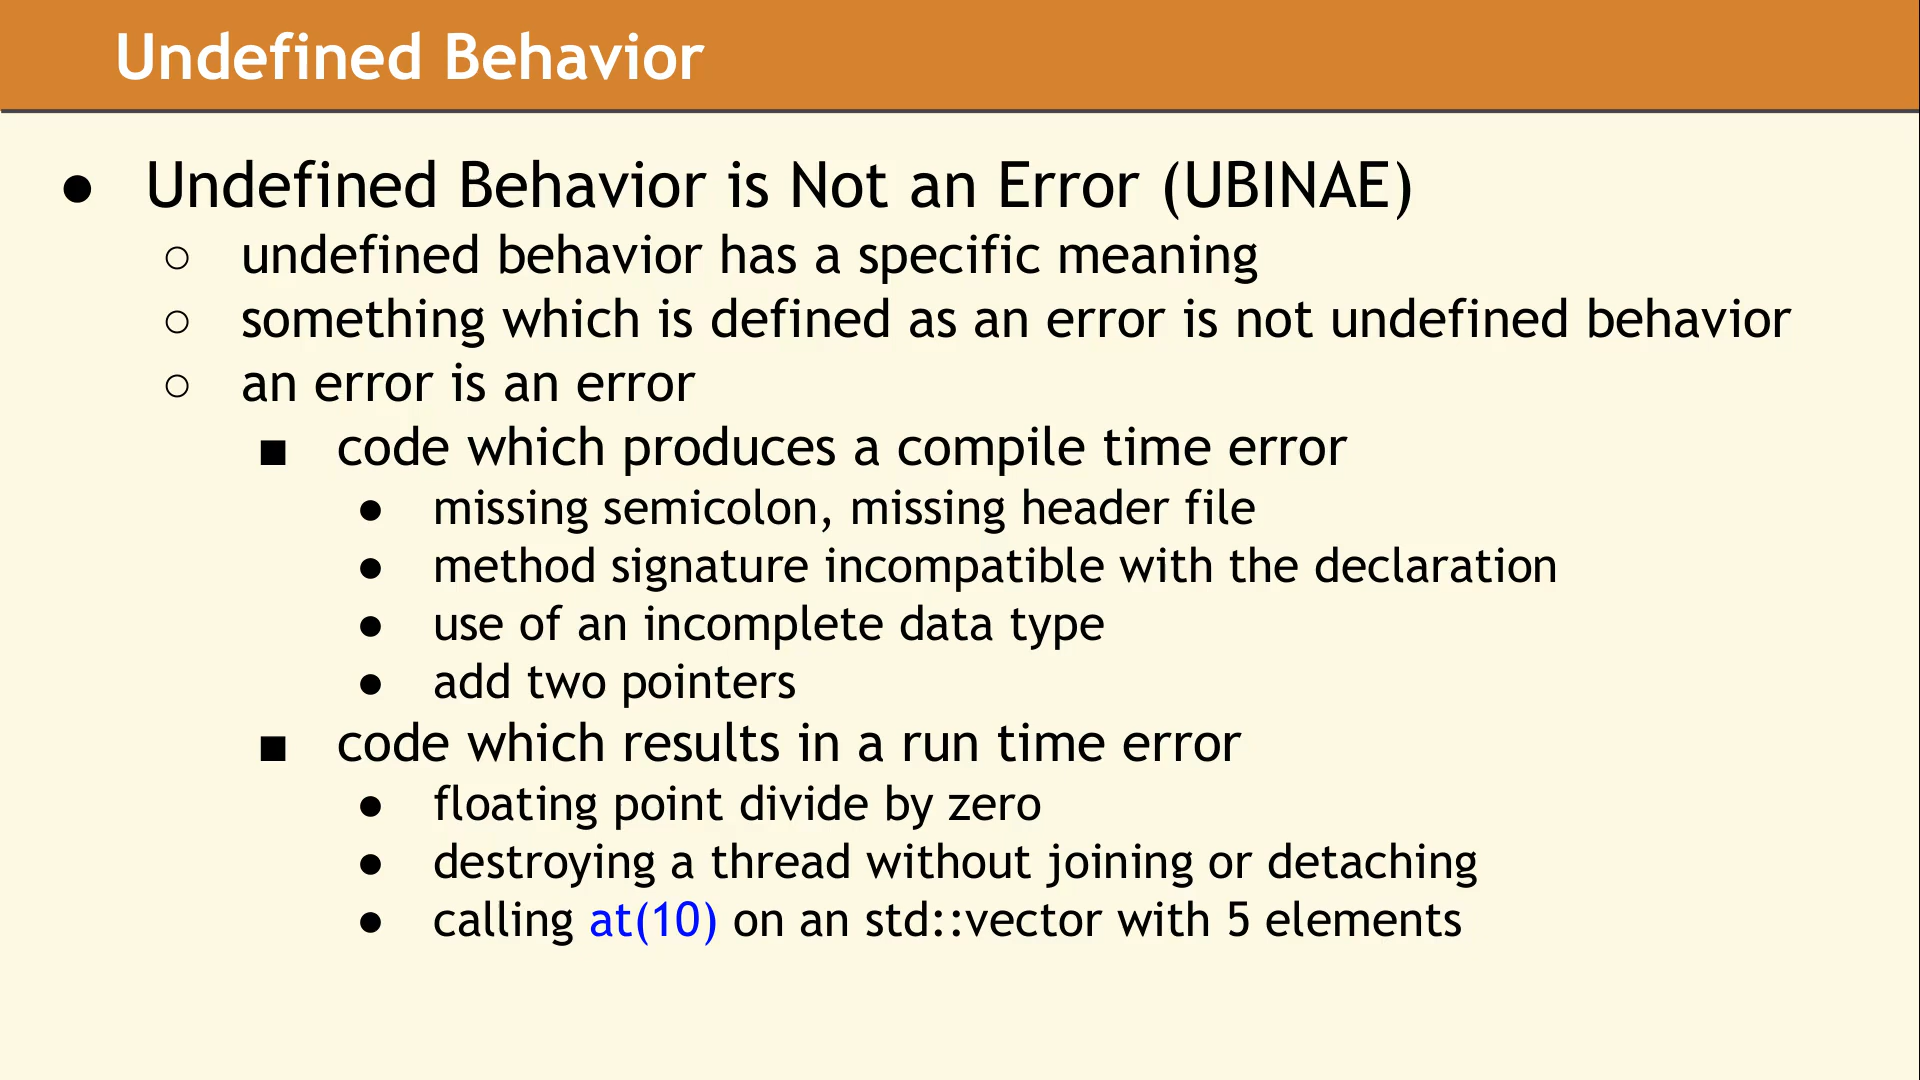 Undefined Behavior
● Undefined Behavior is Not an Error (UBINAE)
○ undefined behavior has a specific meaning
○ something which is defined as an error is not undefined behavior
○ an error is an error
■ code which produces a compile time error
● missing semicolon, missing header file
● method signature incompatible with the declaration
● use of an incomplete data type
● add two pointers
■ code which results in a run time error
● floating point divide by zero
● destroying a thread without joining or detaching
● calling at(10) on an std::vector with 5 elements